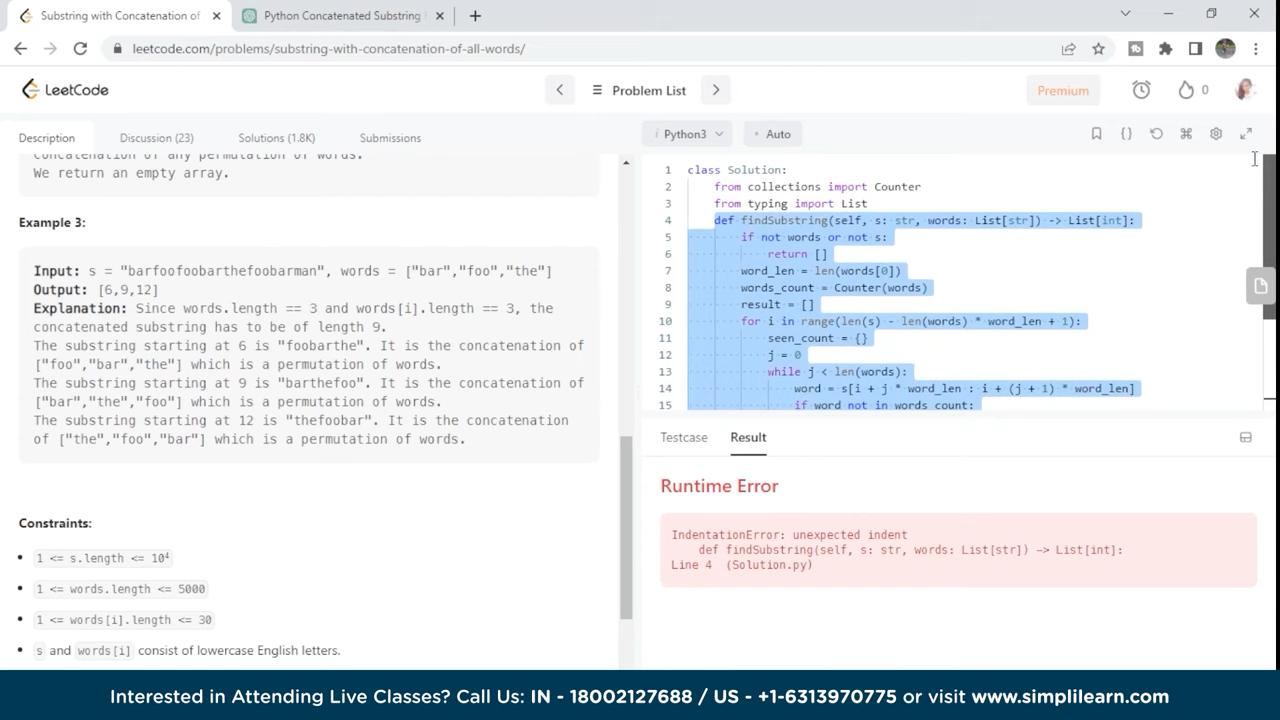 Substring with Concatenation of
Python Concatenated Substring
leetcode.com/problems/substring-with-concatenation-of-all-words/
LeetCode
Problem List
Premium
0
Description
Discussion (23)
Solutions (1.8K)
Submissions
concatenation of any permutation of words.
We return an empty array.
Example 3:
Input: s = "barfoofoobarthefoobarman", words = ["bar","foo","the"]
Output: [6,9,12]
Explanation: Since words.length == 3 and words[i].length == 3, the
concatenated substring has to be of length 9.
The substring starting at 6 is "foobarthe". It is the concatenation of
["foo","bar","the"] which is a permutation of words.
The substring starting at 9 is "barthefoo". It is the concatenation of
["bar","the","foo"] which is a permutation of words.
The substring starting at 12 is "thefoobar". It is the concatenation
of ["the","foo","bar"] which is a permutation of words.
Constraints:
1 <= s.length <= 10⁴
1 <= words.length <= 5000
1 <= words[i].length <= 30
s and words[i] consist of lowercase English letters.
i Python3
Auto
1 class Solution:
2 from collections import Counter
3 from typing import List
4 def findSubstring(self, s: str, words: List[str]) -> List[int]:
5 if not words or not s:
6 return []
7 word_len = len(words[0])
8 words_count = Counter(words)
9 result = []
10 for i in range(len(s) - len(words) * word_len + 1):
11 seen_count = {}
12 j = 0
13 while j < len(words):
14 word = s[i + j * word_len : i + (j + 1) * word_len]
15 if word not in words_count:
Testcase
Result
Runtime Error
IndentationError: unexpected indent
def findSubstring(self, s: str, words: List[str]) -> List[int]:
Line 4 (Solution.py)
Interested in Attending Live Classes? Call Us: IN - 18002127688 / US - +1-6313970775 or visit www.simplilearn.com